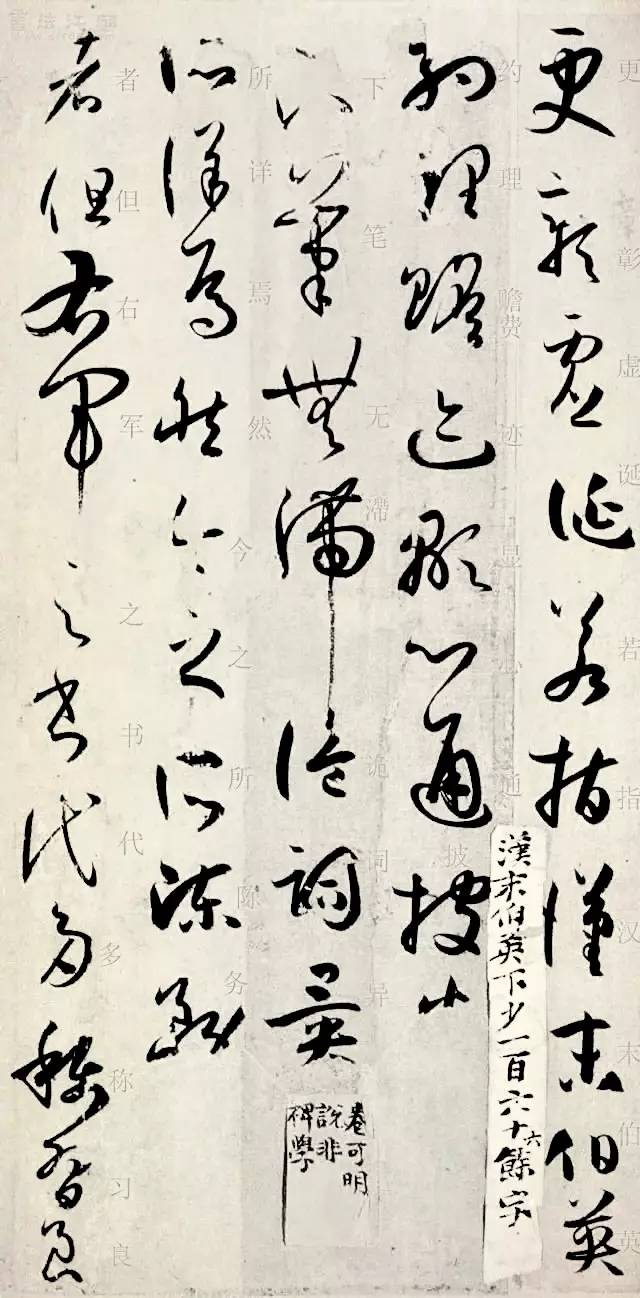 更彰虛誕若指漢末伯英
更彰虚诞若指汉末伯英
漢末伯英下少一百六十六餘字
約理贍迹顯心通披
约理赡费迹显心通披
下筆無滯詭詞異
下笔无滯诡词异
卷可明
說非
裨學
所詳焉然今之所陳務
所详焉然今之所陈务
者但右軍之書代多稱習良
者但右军之书代多称习良